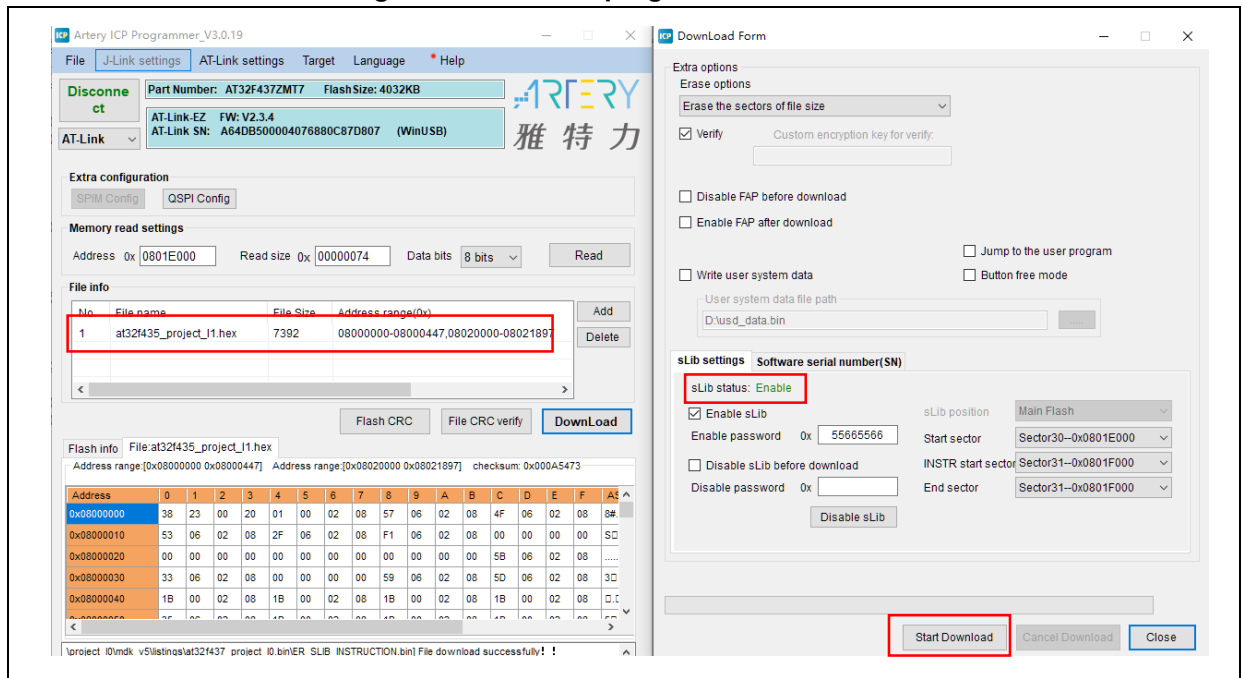 Artery ICP Programmer_V3.0.19
File J-Link settings AT-Link settings Target Language * Help
Disconnect
Part Number: AT32F437ZMT7 FlashSize: 4032KB
AT-Link-EZ FW: V2.3.4
AT-Link SN: A64DB500004076880C87D807 (WinUSB)
AT-Link
ARTERY
雅特力
Extra configuration
SPIM Config QSPI Config
Memory read settings
Address 0x 0801E000 Read size 0x 00000074 Data bits 8 bits Read
File info
No. File name File Size Address range(0x) Add
1 at32f435_project_l1.hex 7392 08000000-08000447,08020000-08021897 Delete
Flash CRC File CRC verify DownLoad
Flash info File:at32f435_project_l1.hex
Address range:[0x08000000 0x08000447] Address range:[0x08020000 0x08021897] checksum: 0x000A5473
Address 0 1 2 3 4 5 6 7 8 9 A B C D E F
0x08000000 38 23 00 20 01 00 02 08 57 06 02 08 4F 06 02 08 8#.
0x08000010 53 06 02 08 2F 06 02 08 F1 06 02 08 00 00 00 00
0x08000020 00 00 00 00 00 00 00 00 00 00 00 00 5B 06 02 08 .....
0x08000030 33 06 02 08 00 00 00 00 59 06 02 08 5D 06 02 08
0x08000040 1B 00 02 08 1B 00 02 08 1B 00 02 08 1B 00 02 08
\project_l0\mdk_v5\listings\at32f437_project_l0.bin\ER_SLIB_INSTRUCTION.bin] File download successfully! !
DownLoad Form
Extra options
Erase options
Erase the sectors of file size
Verify Custom encryption key for verify:
Disable FAP before download
Enable FAP after download
Jump to the user program
Write user system data Button free mode
User system data file path
D:\usd_data.bin .....
sLib settings Software serial number(SN)
sLib status: Enable
Enable sLib sLib position Main Flash
Enable password 0x 55665566 Start sector Sector30--0x0801E000
Disable sLib before download INSTR start sector Sector31--0x0801F000
Disable password 0x End sector Sector31--0x0801F000
Disable sLib
Start Download Cancel Download Close